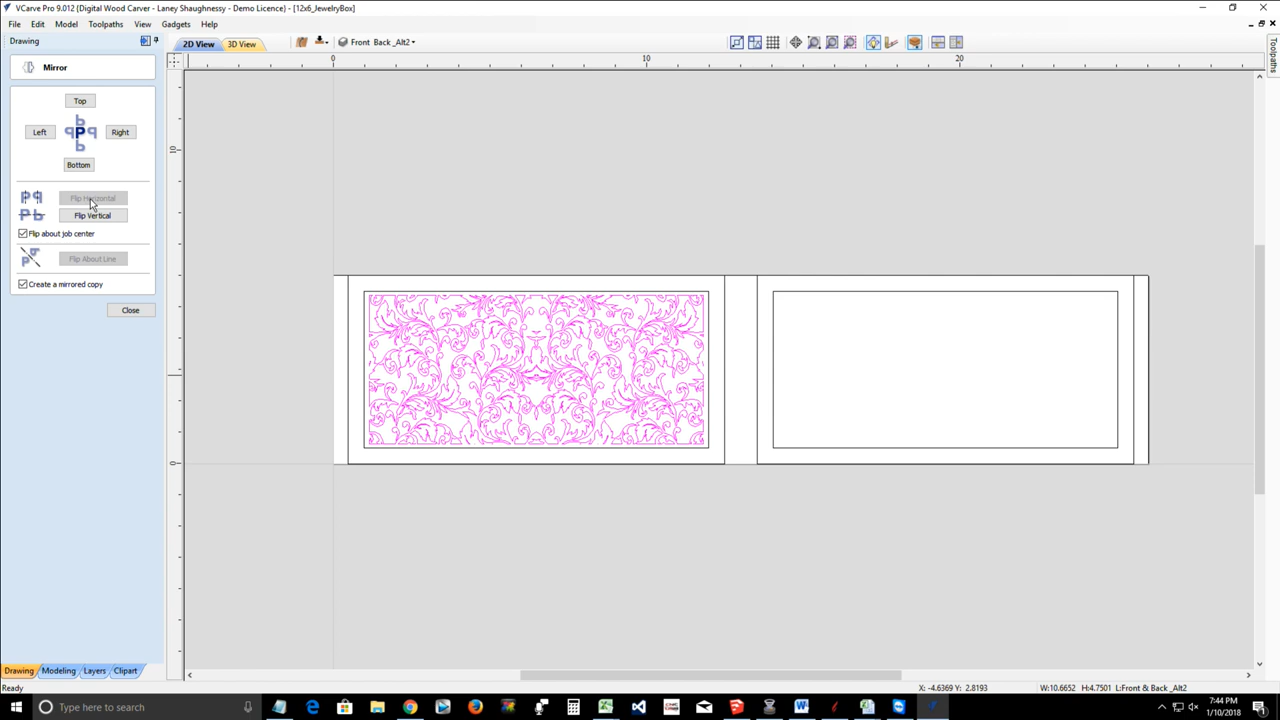 VCarve Pro 9.012 {Digital Wood Carver - Laney Shaughnessy - Demo Licence} - [12x6_JewelryBox]
File Edit Model Toolpaths View Gadgets Help
Drawing
2D View 3D View Front Back _Alt2
Toolpaths
Mirror
0 10 20
Top
Left P Right
Bottom
10
Flip Horizontal
Flip Vertical
Flip about job center
Flip About Line
Create a mirrored copy
Close
0
Drawing Modeling Layers Clipart
Ready X: -4.6369 Y: 2.8193 W:10.6652 H:4.7501 L:Front & Back _Alt2
Type here to search
7:44 PM
1/10/2018